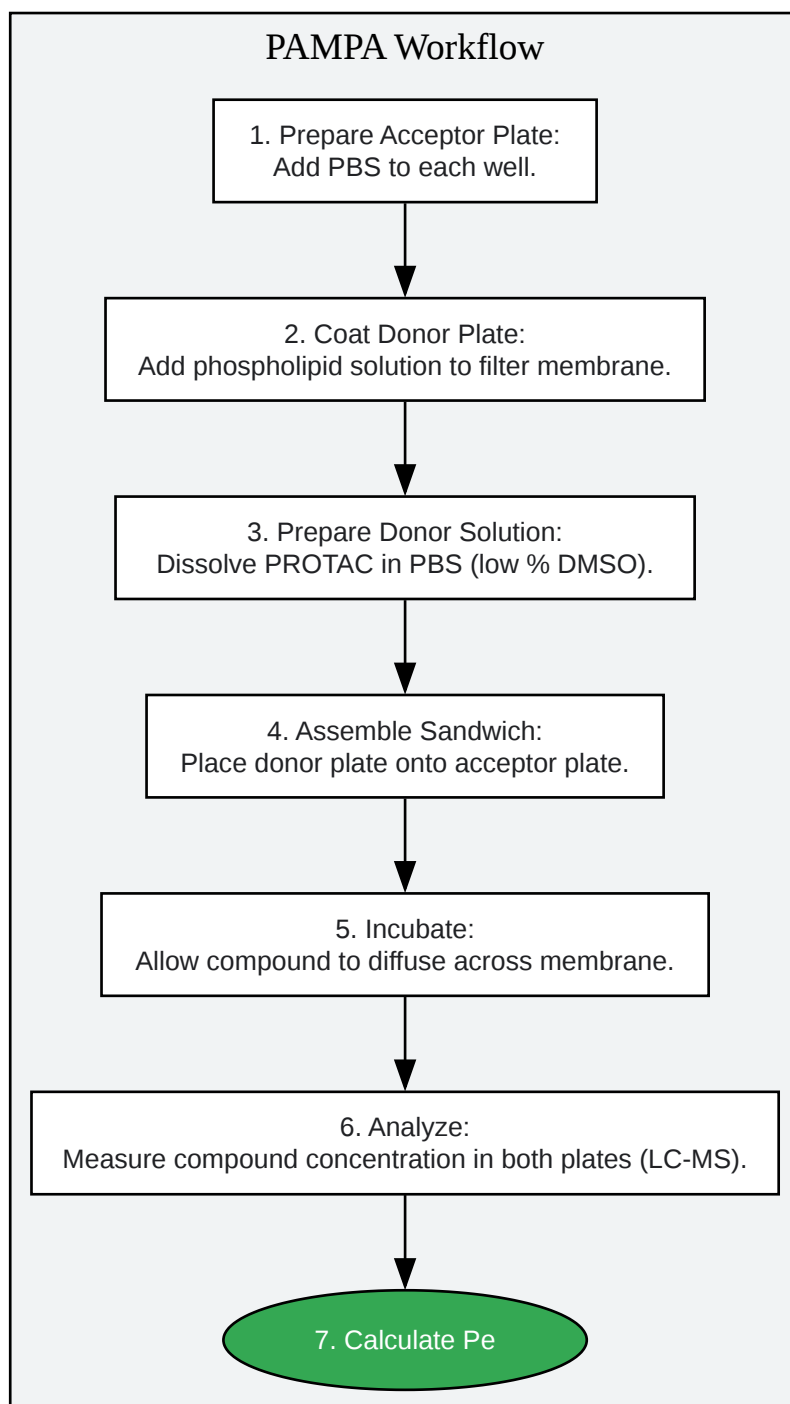 PAMPA Workflow
1. Prepare Acceptor Plate:
Add PBS to each well.
2. Coat Donor Plate:
Add phospholipid solution to filter membrane.
3. Prepare Donor Solution:
Dissolve PROTAC in PBS (low % DMSO).
4. Assemble Sandwich:
Place donor plate onto acceptor plate.
5. Incubate:
Allow compound to diffuse across membrane.
6. Analyze:
Measure compound concentration in both plates (LC-MS).
7. Calculate Pe